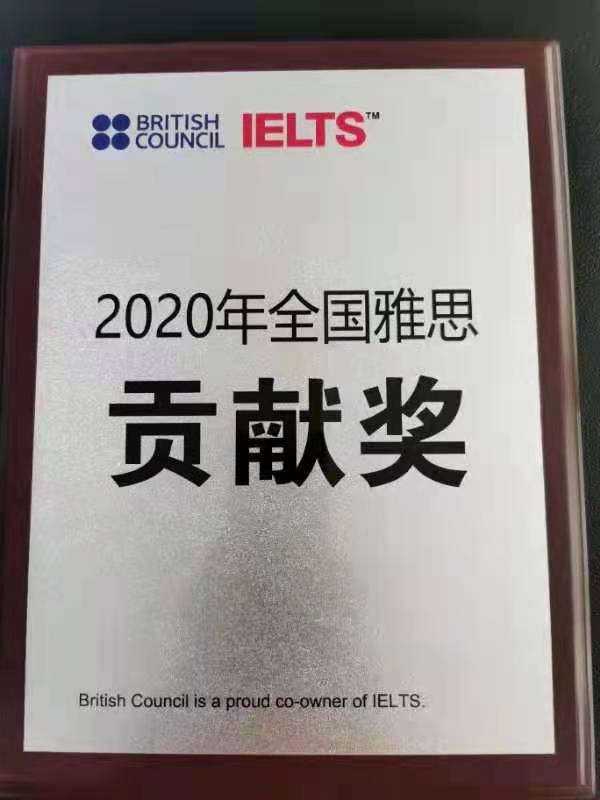 BRITISH
COUNCIL
IELTS™
2020年全国雅思
贡献奖
British Council is a proud co-owner of IELTS.